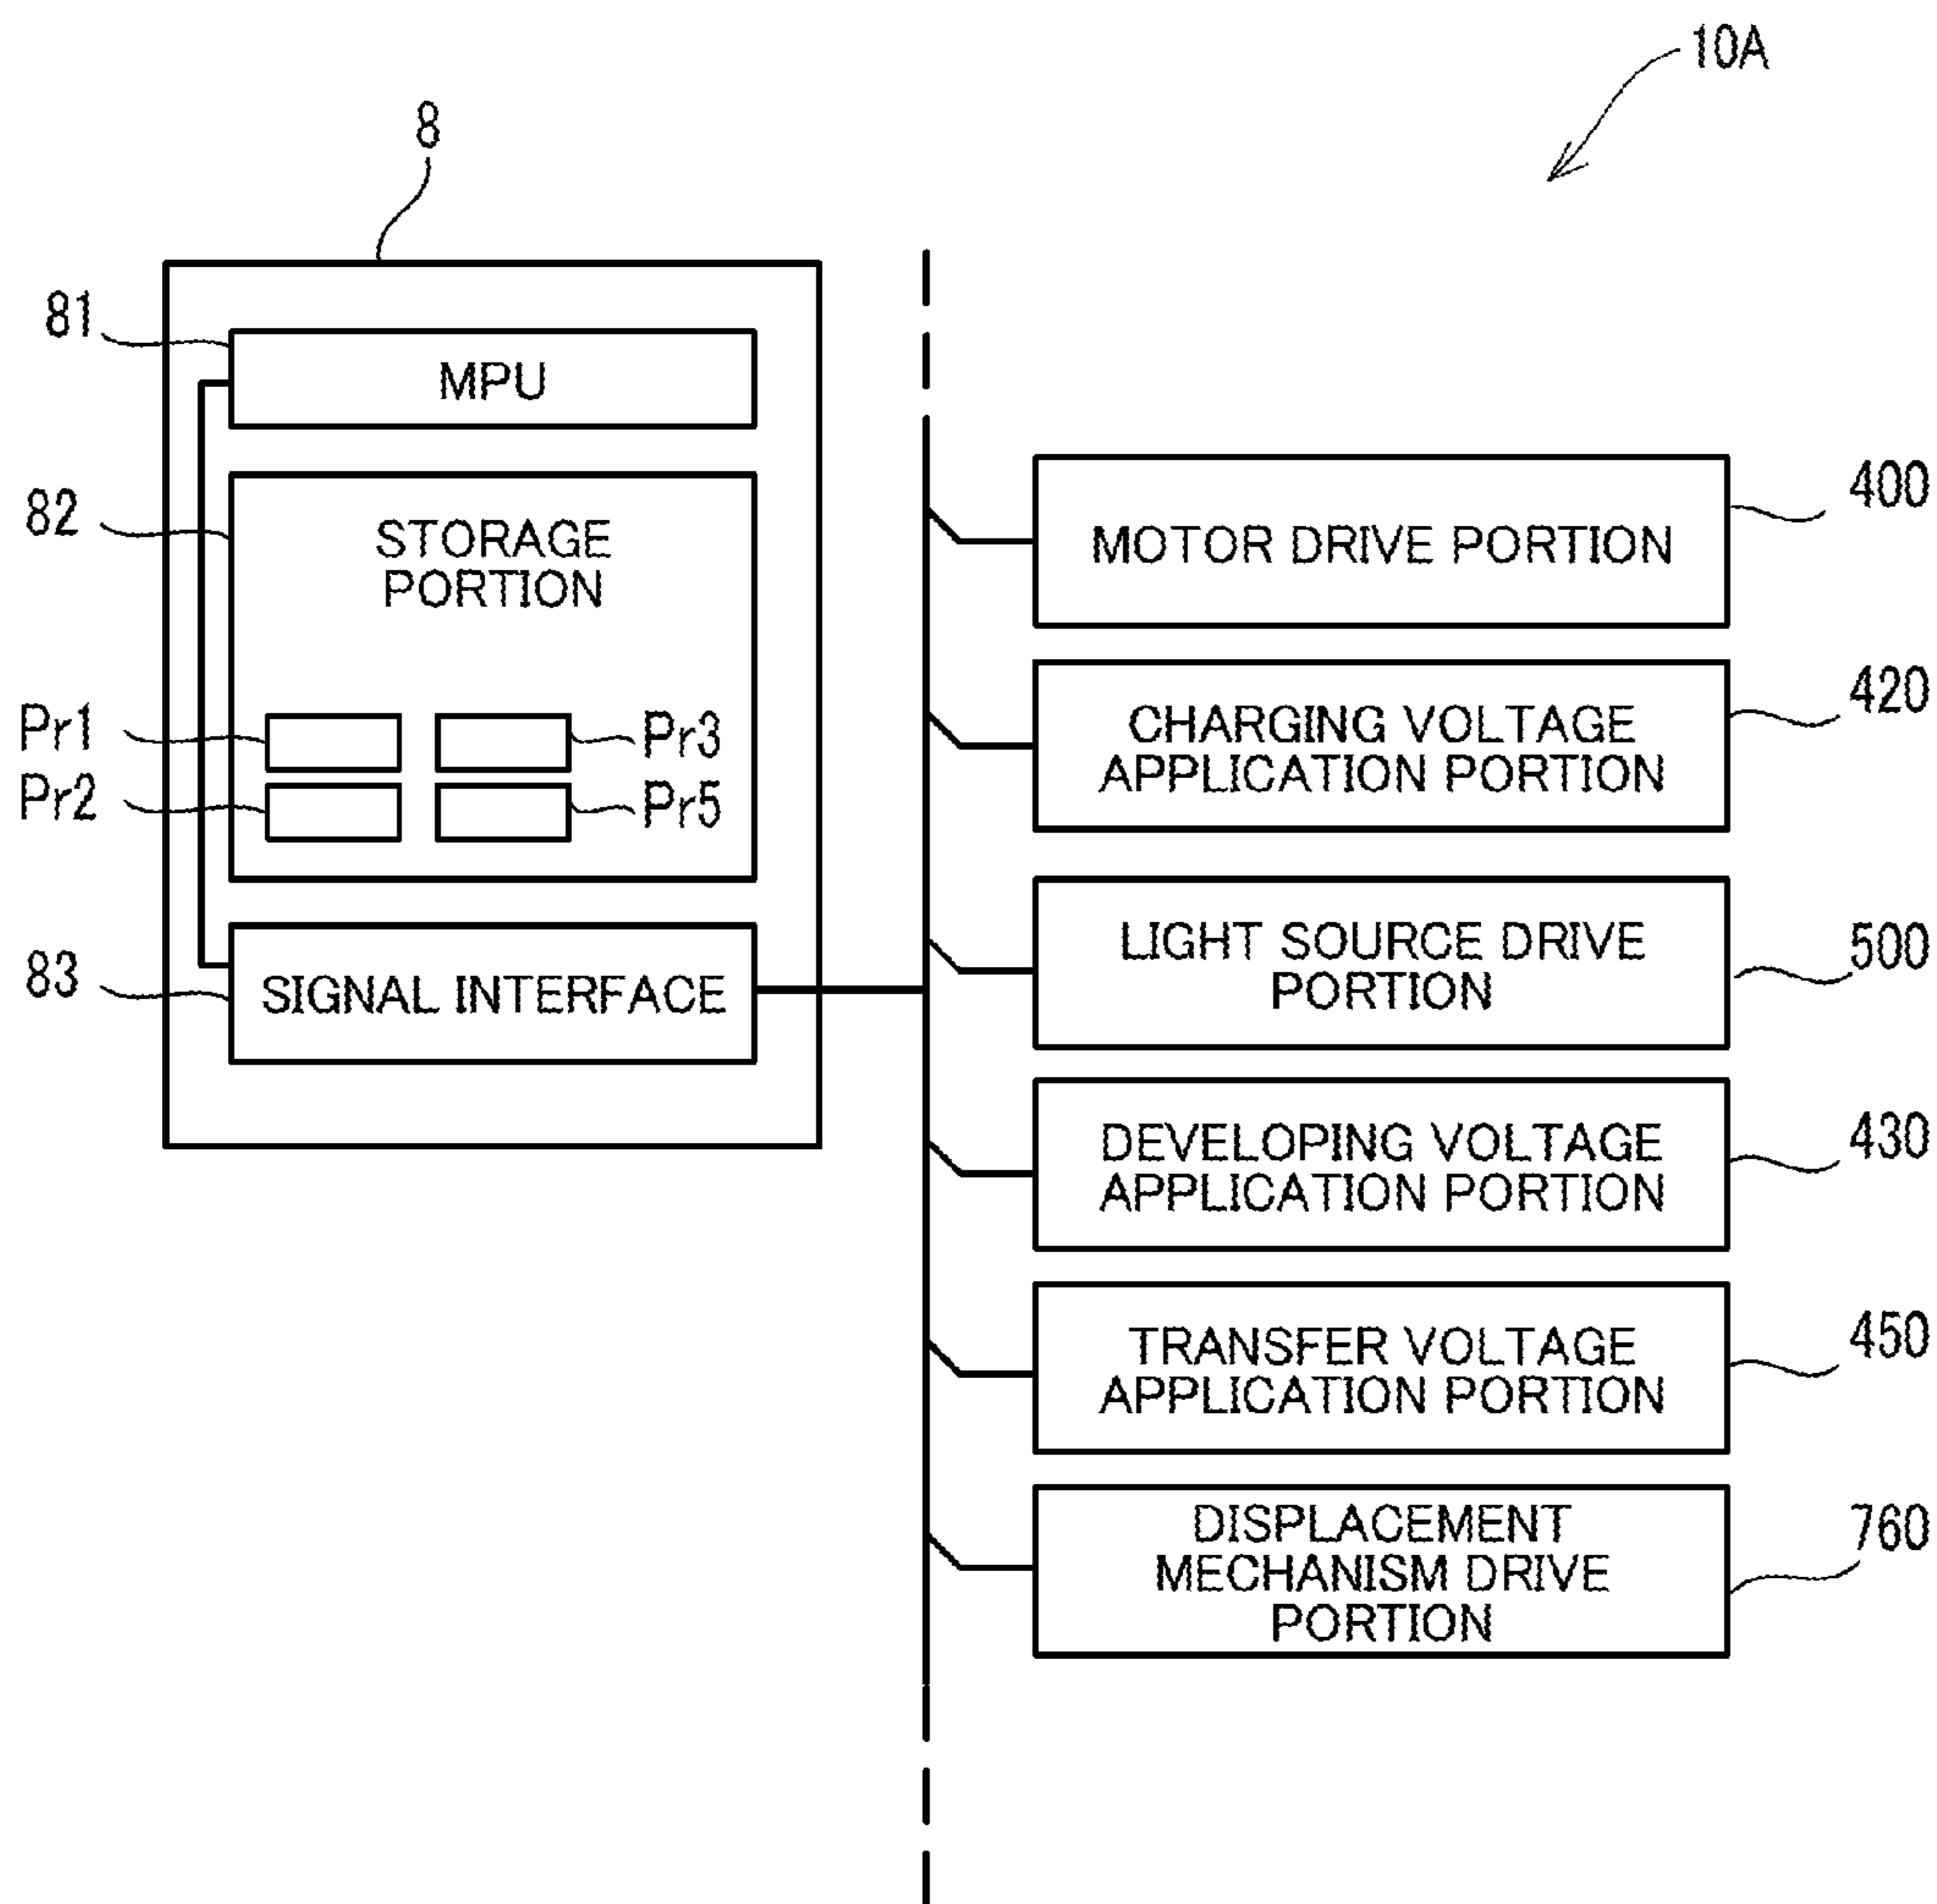 10A
8
81
MPU
82
STORAGE
PORTION
Pr1
Pr3
Pr2
Pr5
83
SIGNAL INTERFACE
400
MOTOR DRIVE PORTION
420
CHARGING VOLTAGE
APPLICATION PORTION
500
LIGHT SOURCE DRIVE
PORTION
430
DEVELOPING VOLTAGE
APPLICATION PORTION
450
TRANSFER VOLTAGE
APPLICATION PORTION
760
DISPLACEMENT
MECHANISM DRIVE
PORTION